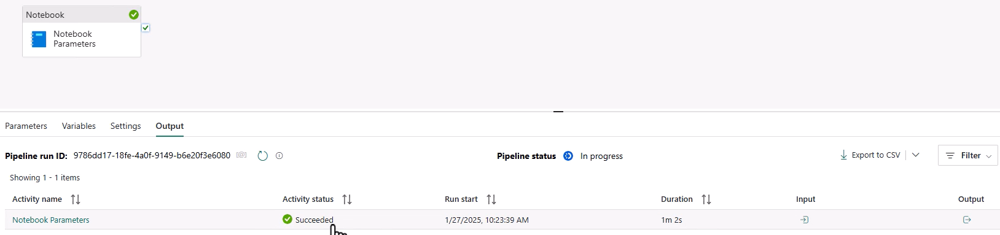 Notebook
Notebook
Parameters
Parameters Variables Settings Output
Pipeline run ID: 9786dd17-18fe-4a0f-9149-b6e20f3e6080 [@] Pipeline status In progress Export to CSV Filter
Showing 1 - 1 items
Activity name Activity status Run start Duration Input Output
Notebook Parameters Succeeded 1/27/2025, 10:23:39 AM 1m 2s